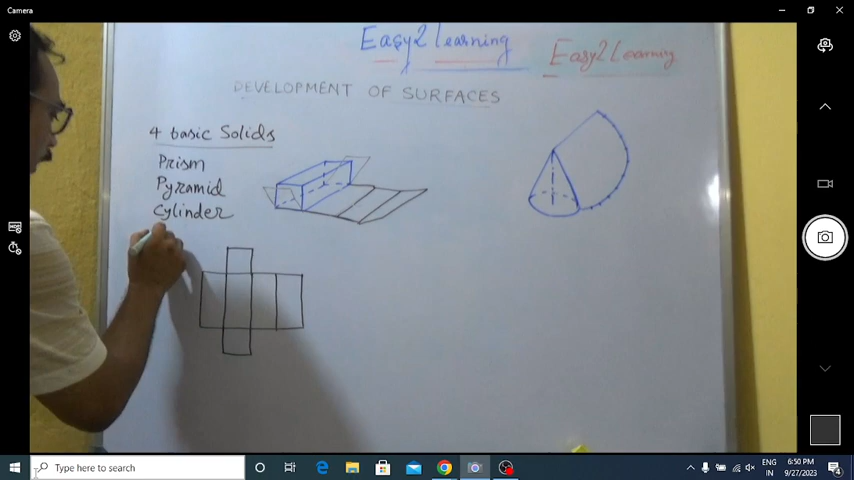 Camera
Easy2Learning
Easy2Learning
DEVELOPMENT OF SURFACES
4 basic Solids
Prism
Pyramid
Cylinder
Type here to search
ENG
IN
6:50 PM
9/27/2023
4